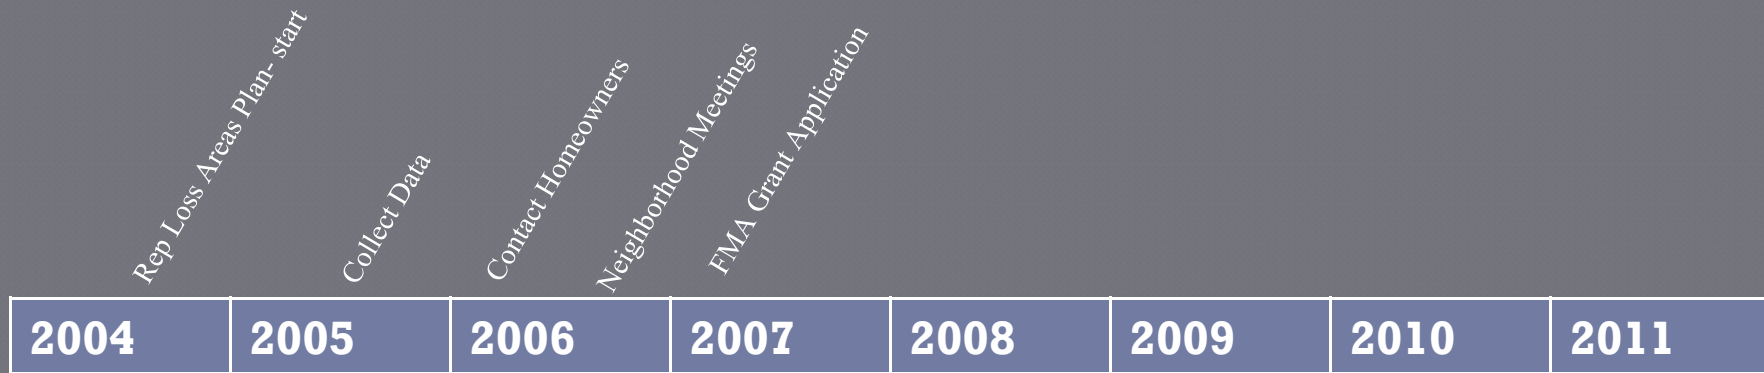 Rep Loss Areas Plan- start
Collect Data
Contact Homeowners
Neighborhood Meetings
FMA Grant Application
2004
2005
2006
2007
2008
2009
2010
2011